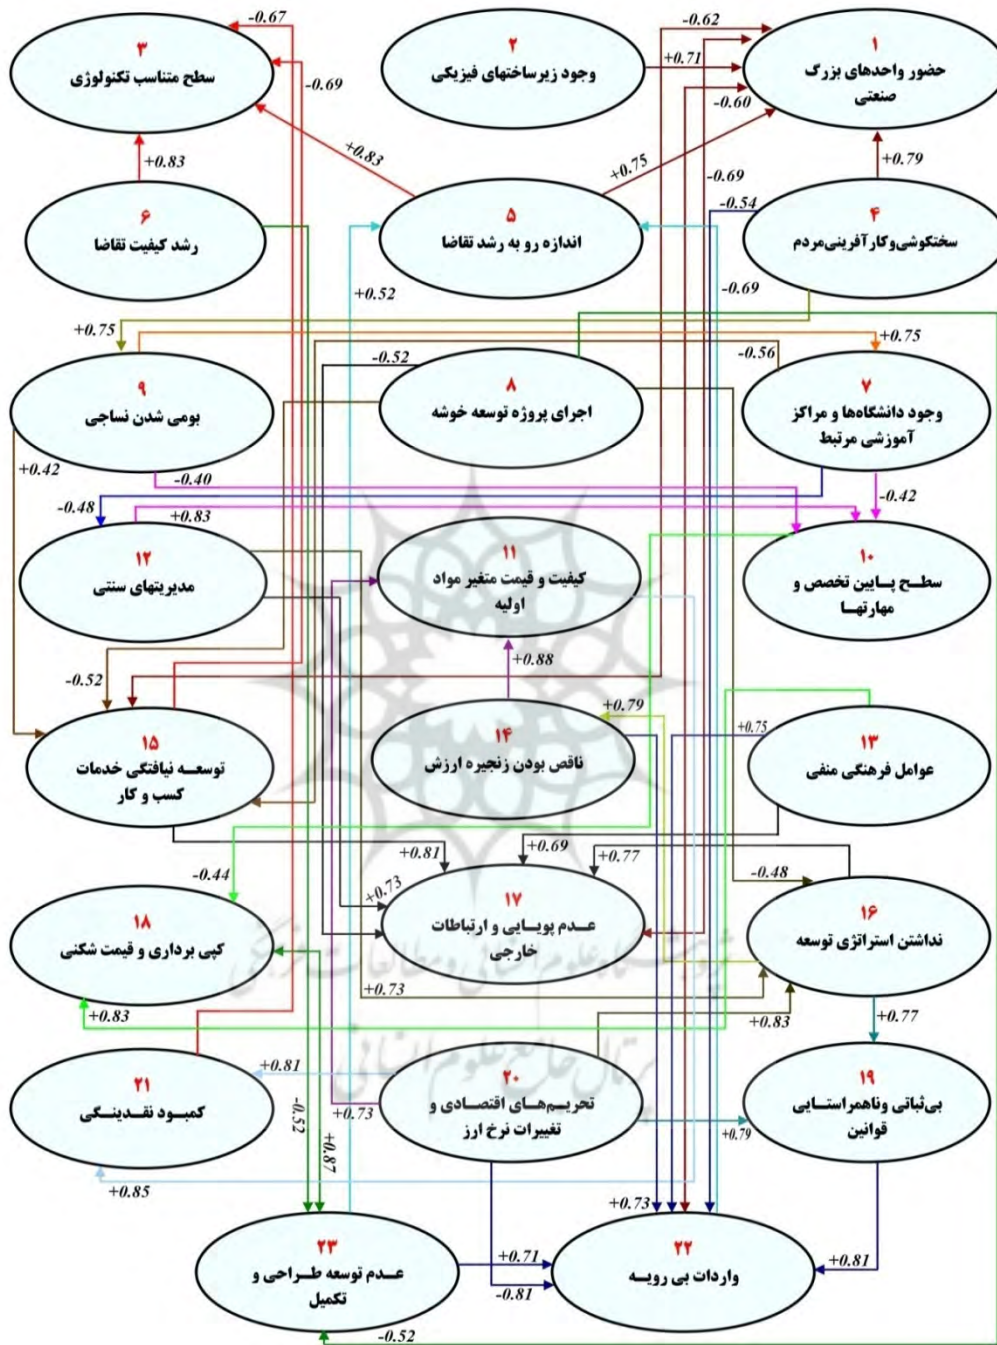 -0.67
-0.62
۳
سطح متناسب تکنولوژی
۲
وجود زیرساختهای فیزیکی
+0.71
۱
حضور واحدهای بزرگ
صنعتی
-0.69
-0.60
+0.83
+0.83
+0.75
-0.69
+0.79
۶
رشد کیفیت تقاضا
۵
اندازه رو به رشد تقاضا
-0.54
۴
سختکوشی‌و‌کارآفرینی‌مردم
+0.52
-0.69
+0.75
-0.52
-0.56
+0.75
۹
بومی شدن نساجی
۸
اجرای پروژه توسعه خوشه
۷
وجود دانشگاه‌ها و مراکز
آموزشی مرتبط
+0.42
-0.40
-0.42
-0.48
+0.83
۱۲
مدیریتهای سنتی
۱۱
کیفیت و قیمت متغیر مواد
اولیه
۱۰
سطح پایین تخصص و
مهارتها
+0.88
-0.52
+0.79
+0.75
۱۵
توسعه نیافتگی خدمات
کسب و کار
۱۴
ناقص بودن زنجیره ارزش
۱۳
عوامل فرهنگی منفی
+0.81
+0.69
+0.77
-0.44
+0.73
-0.48
۱۸
کپی برداری و قیمت شکنی
۱۷
عدم پویایی و ارتباطات
خارجی
۱۶
نداشتن استراتژی توسعه
پژوهشگاه علوم انسانی و مطالعات فرهنگی
+0.83
+0.73
+0.83
+0.77
پرتال جامع علوم انسانی
۲۱
کمبود نقدینگی
+0.81
۲۰
تحریم‌های اقتصادی و
تغییرات نرخ ارز
۱۹
بی‌ثباتی وناهمراستایی
قوانین
+0.73
+0.79
-0.52
+0.87
+0.85
+0.73
۲۳
عدم توسعه طراحی و
تکمیل
+0.71
-0.81
۲۲
واردات بی رویه
+0.81
-0.52